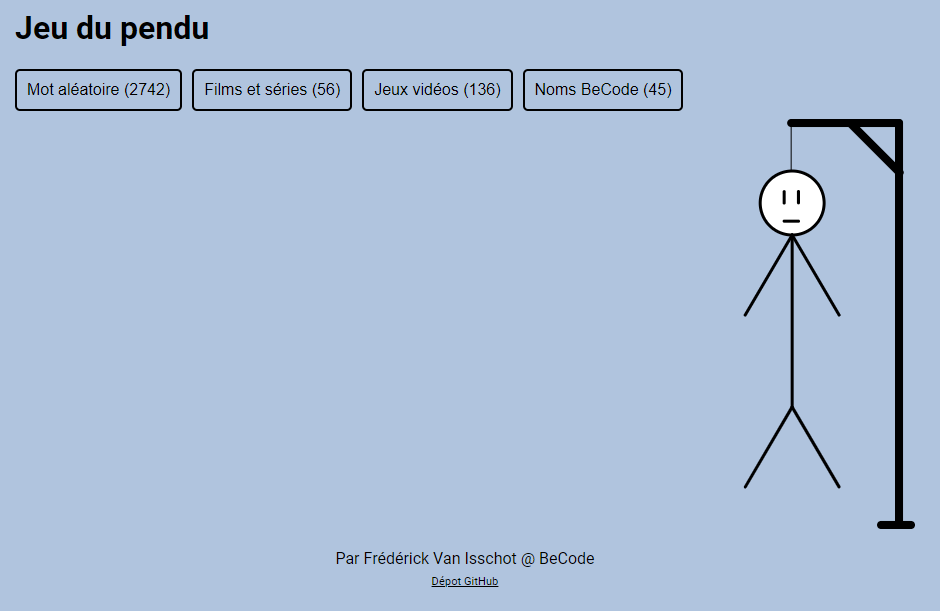 Jeu du pendu
Mot aléatoire (2742) Films et séries (56) Jeux vidéos (136) Noms BeCode (45)
Par Frédérick Van Isschot @ BeCode
Dépot GitHub